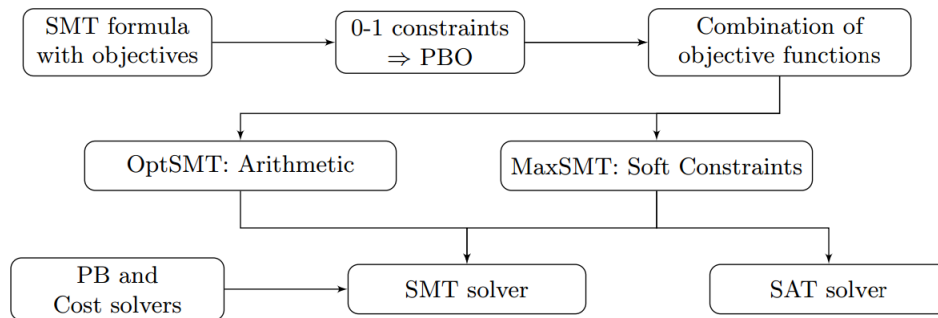 SMT formula
with objectives
0-1 constraints
⇒ PBO
Combination of
objective functions
OptSMT: Arithmetic
MaxSMT: Soft Constraints
PB and
Cost solvers
SMT solver
SAT solver